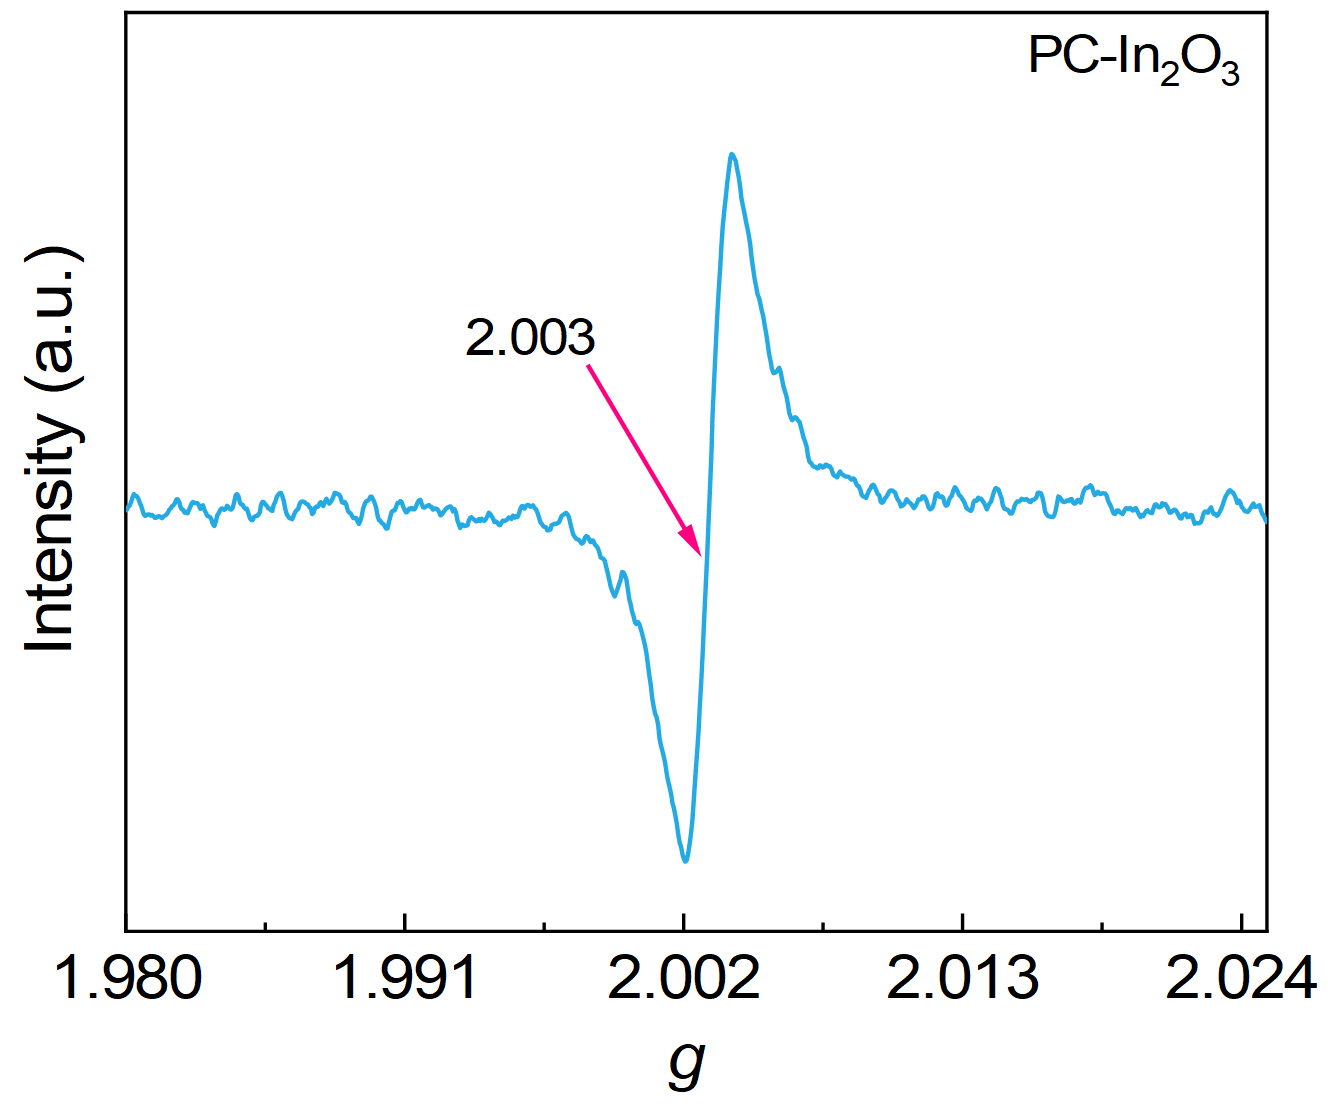 PC-In₂O₃
2.003
Intensity (a.u.)
1.980 1.991 2.002 2.013 2.024
g